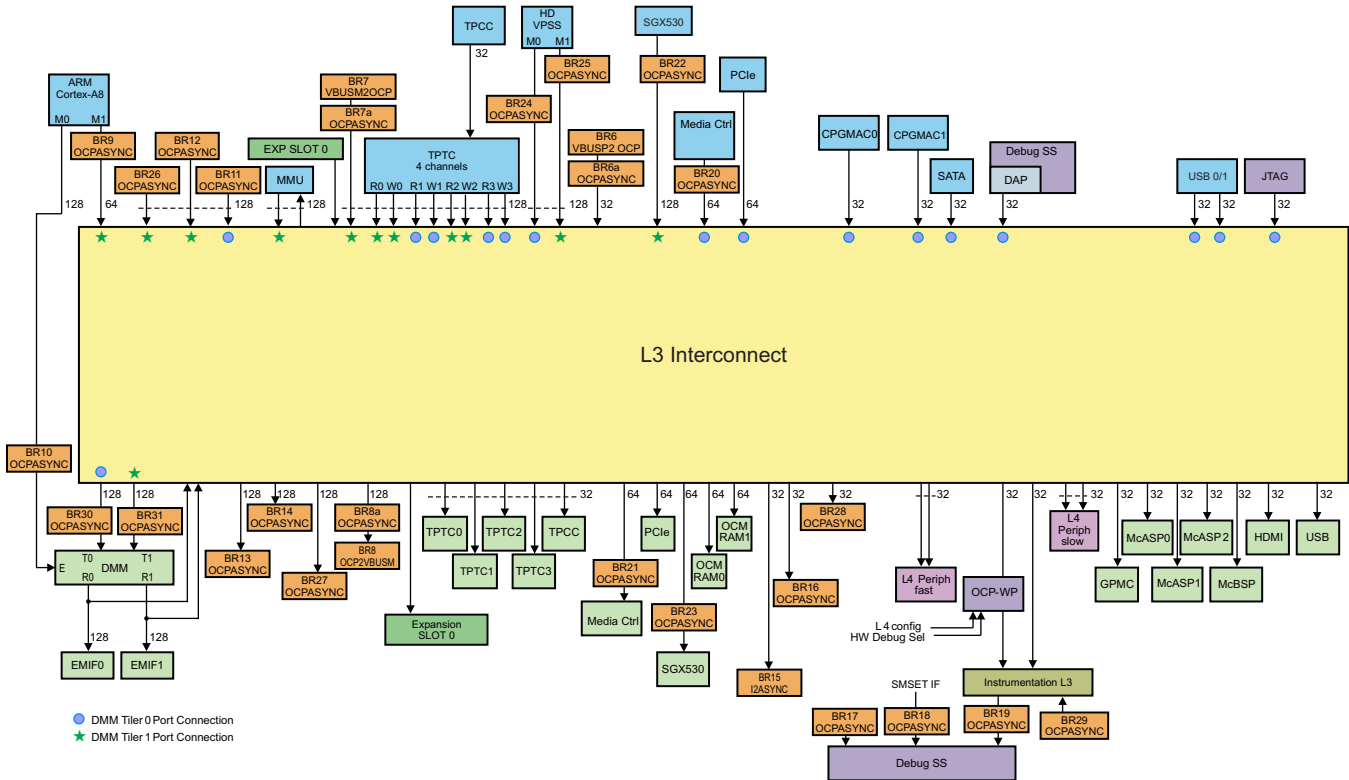 TPCC
32
HD
VPSS
M0 M1
SGX530
32
ARM
Cortex-A8
M0 M1
BR7
VBUSM2OCP
BR7a
OCPASYNC
BR25
OCPASYNC
BR22
OCPASYNC
PCIe
BR24
OCPASYNC
BR9
OCPASYNC
BR12
OCPASYNC
EXP SLOT 0
TPTC
4 channels
R0 W0 R1 W1 R2 W2 R3 W3
BR6
VBUSP2 OCP
BR6a
OCPASYNC
Media Ctrl
BR20
OCPASYNC
CPGMAC0
CPGMAC1
Debug SS
DAP
BR26
OCPASYNC
BR11
OCPASYNC
MMU
SATA
USB 0/1
JTAG
128
64
128
128
128
128
32
128
64
64
32
32
32
32
32
32
32
L3 Interconnect
BR10
OCPASYNC
128
128
128
128
128
128
32
64
64
64
64
64
32
32
32
32
32
32
32
32
32
32
32
32
32
32
BR30
OCPASYNC
BR31
OCPASYNC
BR14
OCPASYNC
BR8a
OCPASYNC
BR28
OCPASYNC
TPTC0
TPTC2
TPCC
PCIe
OCM
RAM1
L4
Periph
slow
McASP0
McASP2
HDMI
USB
E
T0 T1
DMM
R0 R1
BR13
OCPASYNC
BR27
OCPASYNC
BR8
OCP2VBUSM
TPTC1
TPTC3
BR21
OCPASYNC
OCM
RAM0
BR16
OCPASYNC
L4 Periph
fast
OCP-WP
GPMC
McASP1
McBSP
Expansion
SLOT 0
Media Ctrl
BR23
OCPASYNC
L4 config
HW Debug Sel
128
128
EMIF0
EMIF1
SGX530
BR15
I2ASYNC
SMSET IF
Instrumentation L3
DMM Tiler 0 Port Connection
DMM Tiler 1 Port Connection
BR17
OCPASYNC
BR18
OCPASYNC
BR19
OCPASYNC
BR29
OCPASYNC
Debug SS